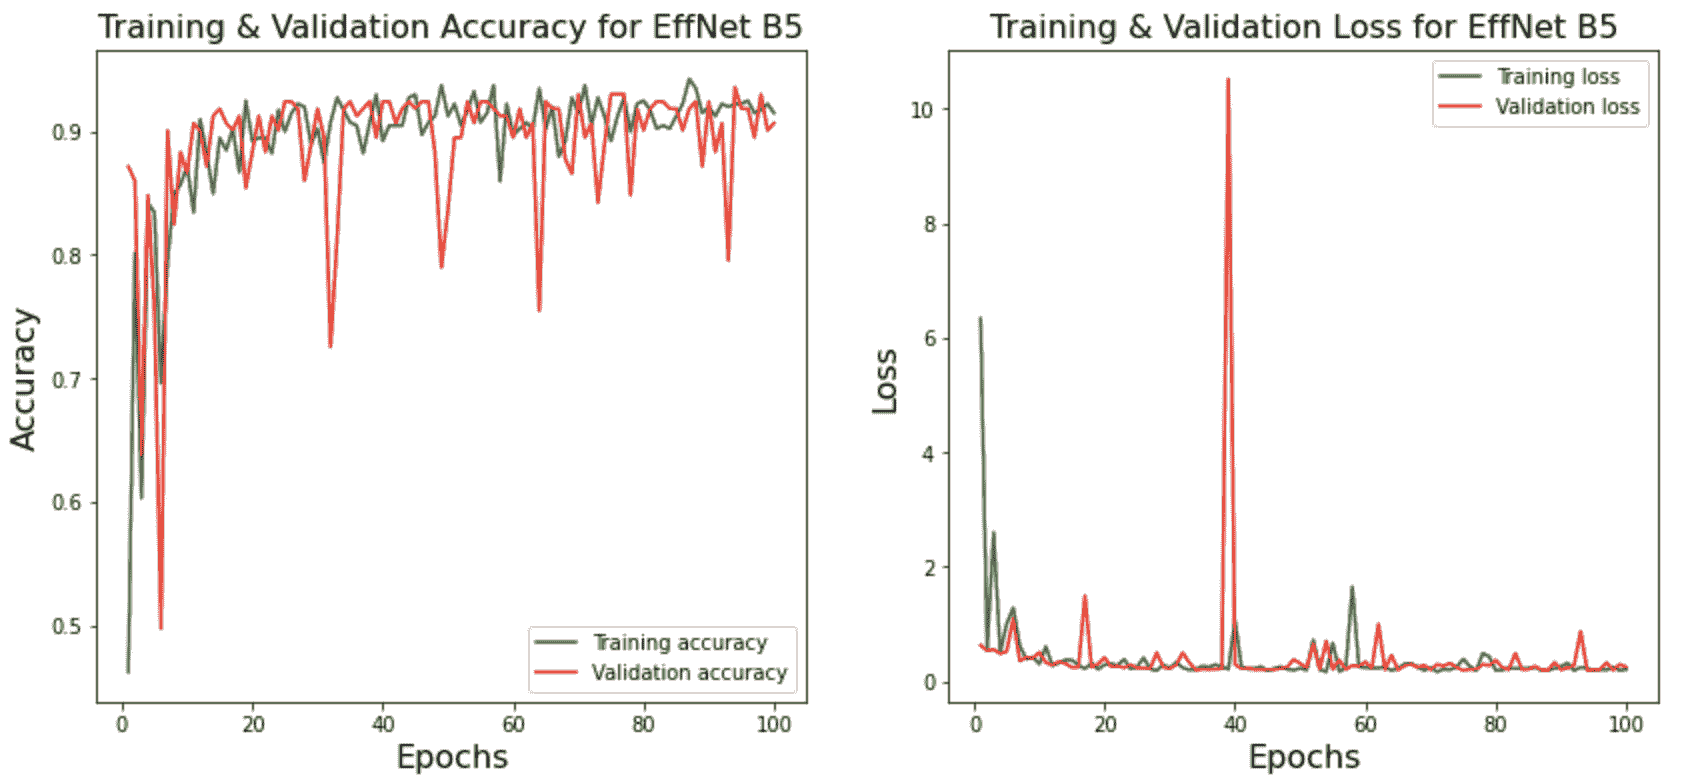 Training & Validation Accuracy for EffNet B5
Accuracy
0.9
0.8
0.7
0.6
0.5
Training accuracy
Validation accuracy
0 20 40 60 80 100
Epochs
Training & Validation Loss for EffNet B5
Training loss
Validation loss
Loss
10
8
6
4
2
0
0 20 40 60 80 100
Epochs